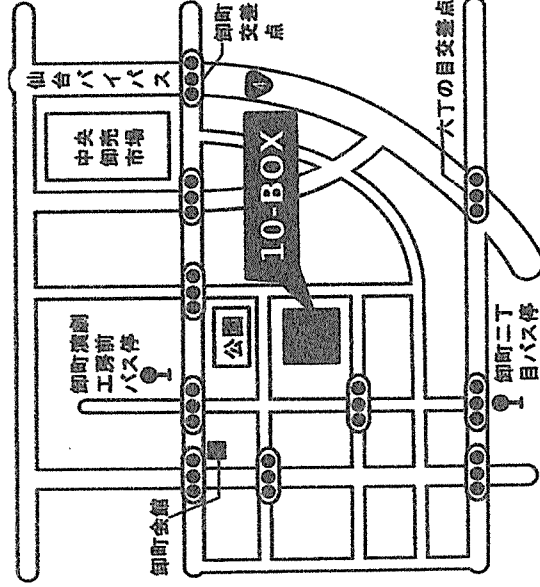 仙台バイパス
中央
卸売
市場
卸町
交差
点
4
10-BOX
六丁の目交差点
卸町演劇
工房前
バス停
公園
卸町会館
卸町二丁
目バス停